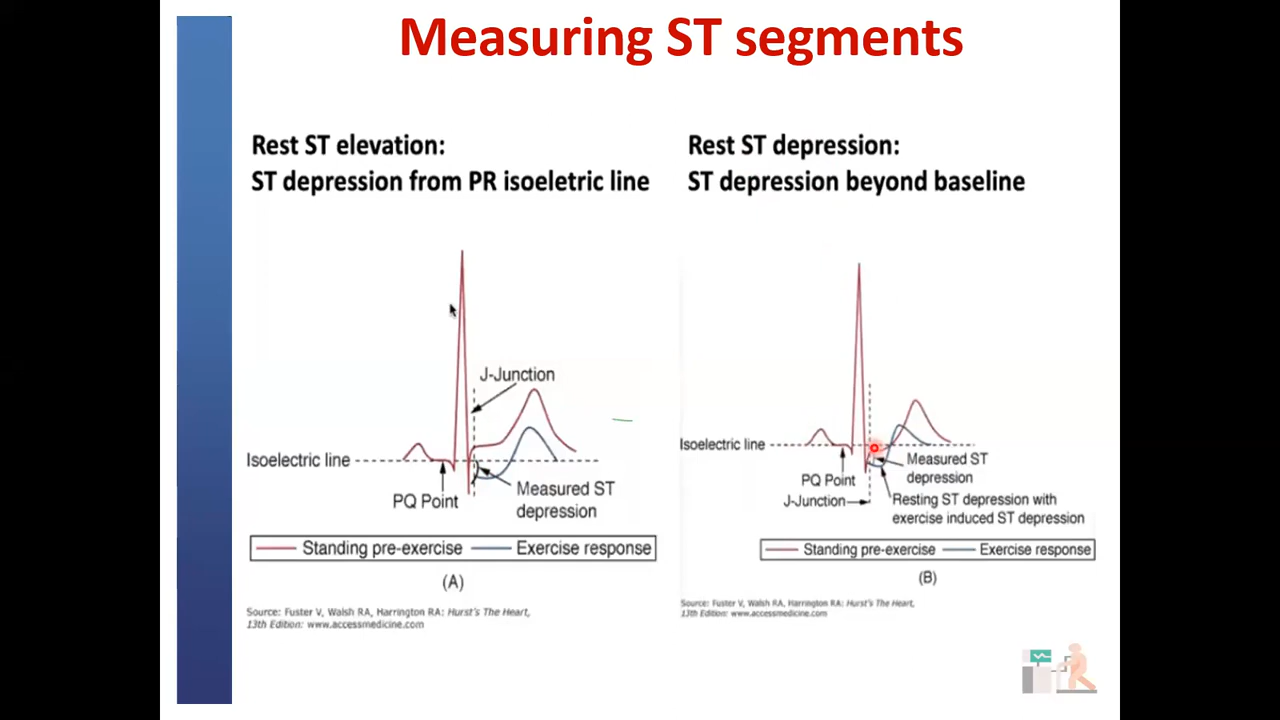 Measuring ST segments
Rest ST elevation:
ST depression from PR isoeletric line
J-Junction
Isoelectric line
PQ Point
Measured ST
depression
Standing pre-exercise
Exercise response
(A)
Source: Fuster V, Walsh RA, Harrington RA: Hurst's The Heart,
13th Edition: www.accessmedicine.com
Rest ST depression:
ST depression beyond baseline
Isoelectric line
Measured ST
depression
PQ Point
J-Junction
Resting ST depression with
exercise induced ST depression
Standing pre-exercise
Exercise response
(B)
Source: Fuster V, Walsh RA, Harrington RA: Hurst's The Heart,
13th Edition: www.accessmedicine.com